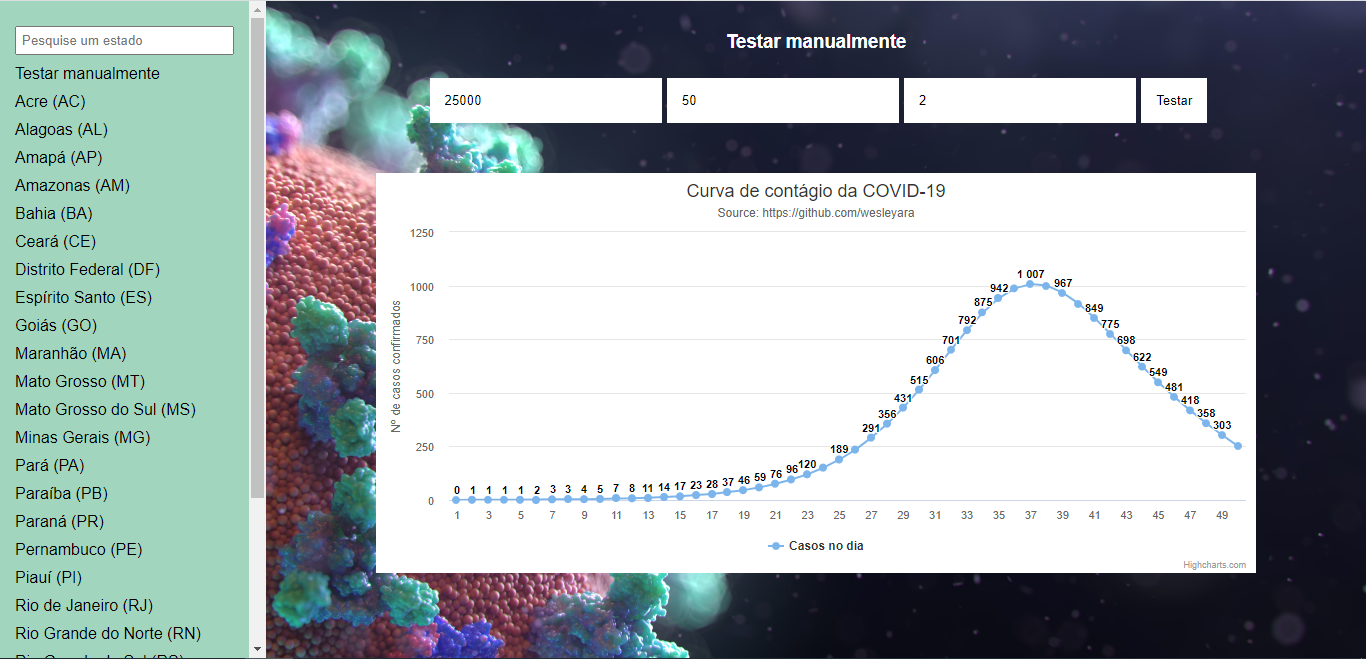 Pesquise um estado
Testar manualmente
Acre (AC)
Alagoas (AL)
Amapá (AP)
Amazonas (AM)
Bahia (BA)
Ceará (CE)
Distrito Federal (DF)
Espírito Santo (ES)
Goiás (GO)
Maranhão (MA)
Mato Grosso (MT)
Mato Grosso do Sul (MS)
Minas Gerais (MG)
Pará (PA)
Paraíba (PB)
Paraná (PR)
Pernambuco (PE)
Piauí (PI)
Rio de Janeiro (RJ)
Rio Grande do Norte (RN)
Rio Grande do Sul (RS)
Testar manualmente
25000 50 2 Testar
Curva de contágio da COVID-19
Source: https://github.com/wesleyara
Nº de casos confirmados
1250
1000
750
500
250
0
0 1 1 1 1 2 3 3 4 5 7 8 11 14 17 23 28 37 46 59 76 96 120 189 291 356 431 515 606 701 792 875 942 1 007 967 849 775 698 622 549 481 418 358 303
1 3 5 7 9 11 13 15 17 19 21 23 25 27 29 31 33 35 37 39 41 43 45 47 49
Casos no dia
Highcharts.com